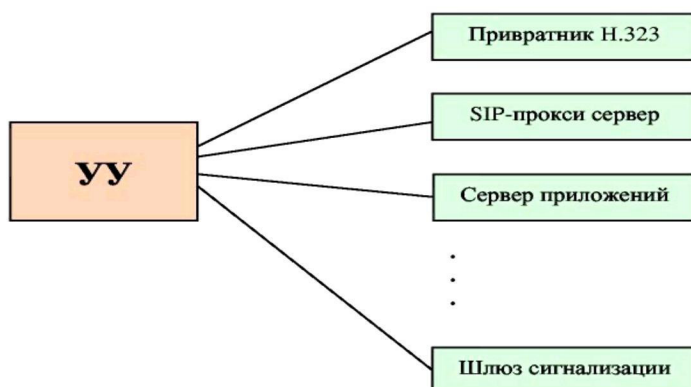 Привратник Н.323
SIP-прокси сервер
УУ
Сервер приложений
Шлюз сигнализации